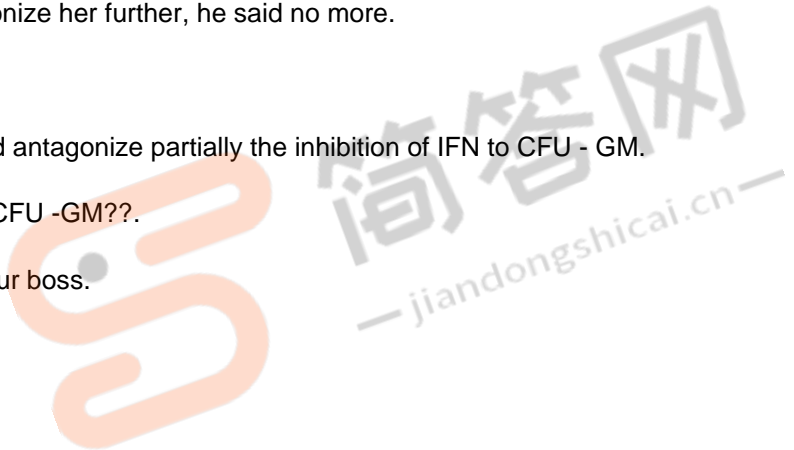 onize her further, he said no more.
d antagonize partially the inhibition of IFN to CFU - GM.
CFU -GM??.
ur boss.
简答网
jiandongshicai.cn